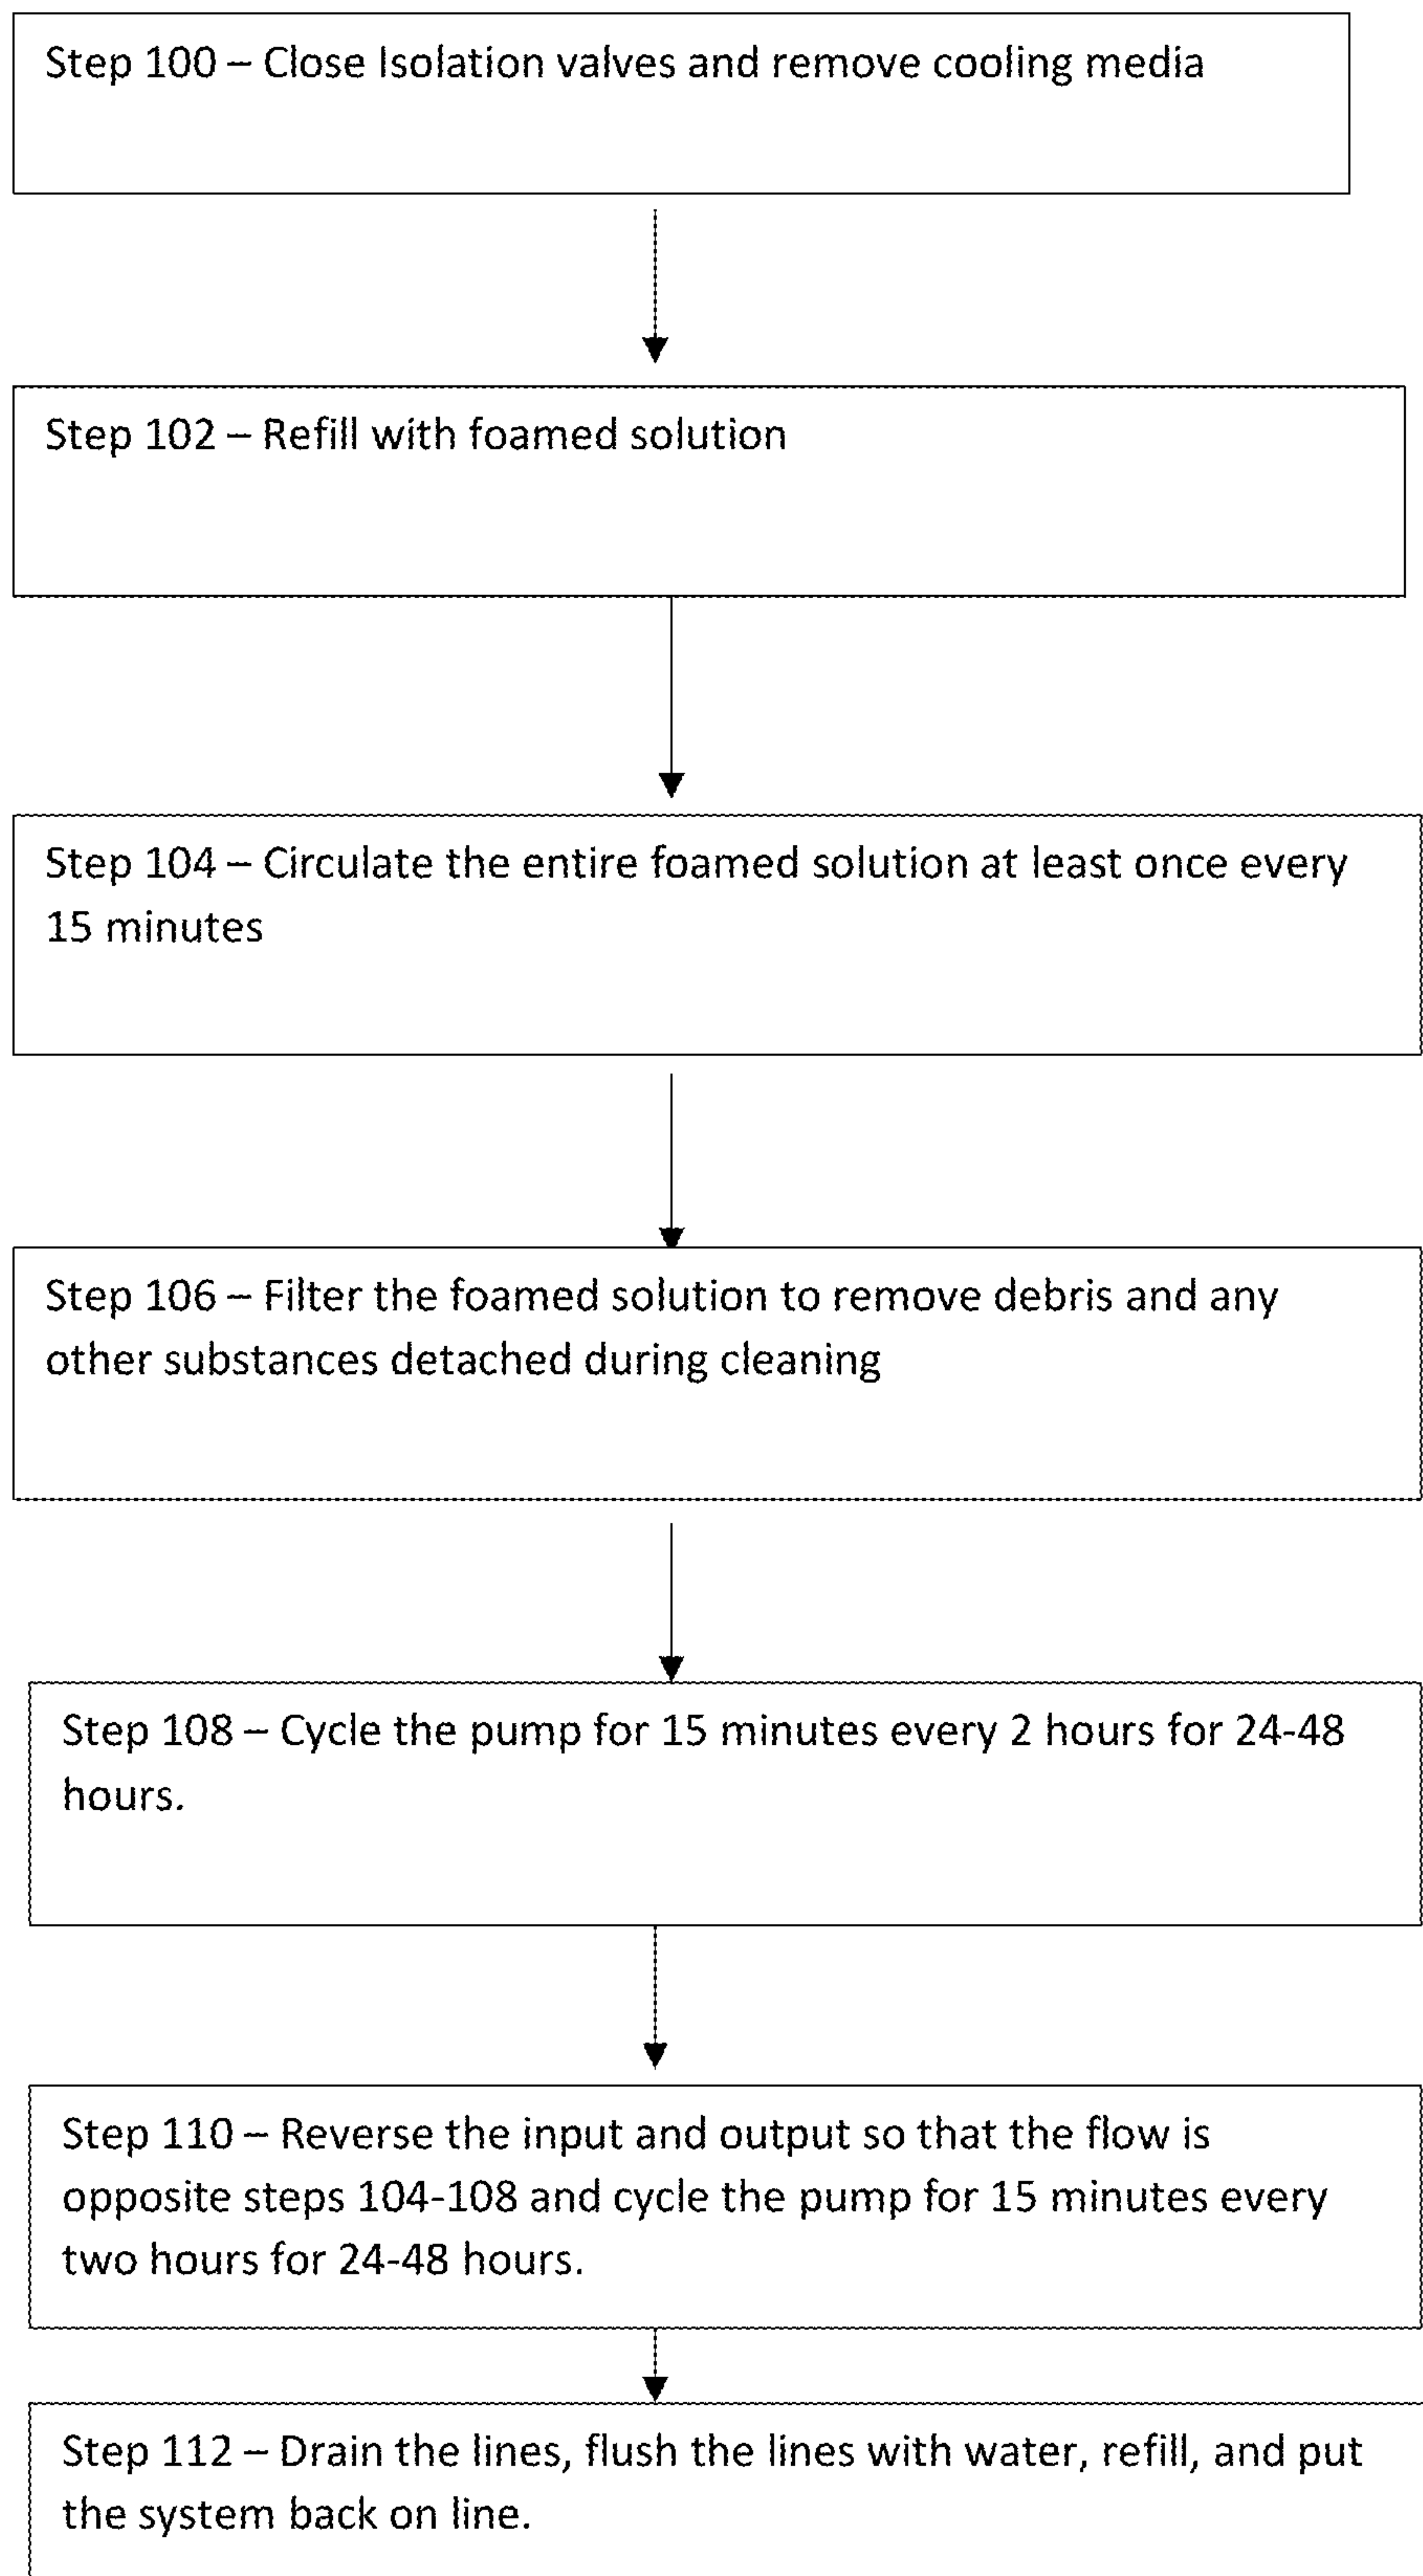 Step 100 – Close Isolation valves and remove cooling media
Step 102 – Refill with foamed solution
Step 104 – Circulate the entire foamed solution at least once every
15 minutes
Step 106 – Filter the foamed solution to remove debris and any
other substances detached during cleaning
Step 108 – Cycle the pump for 15 minutes every 2 hours for 24-48
hours.
Step 110 – Reverse the input and output so that the flow is
opposite steps 104-108 and cycle the pump for 15 minutes every
two hours for 24-48 hours.
Step 112 – Drain the lines, flush the lines with water, refill, and put
the system back on line.